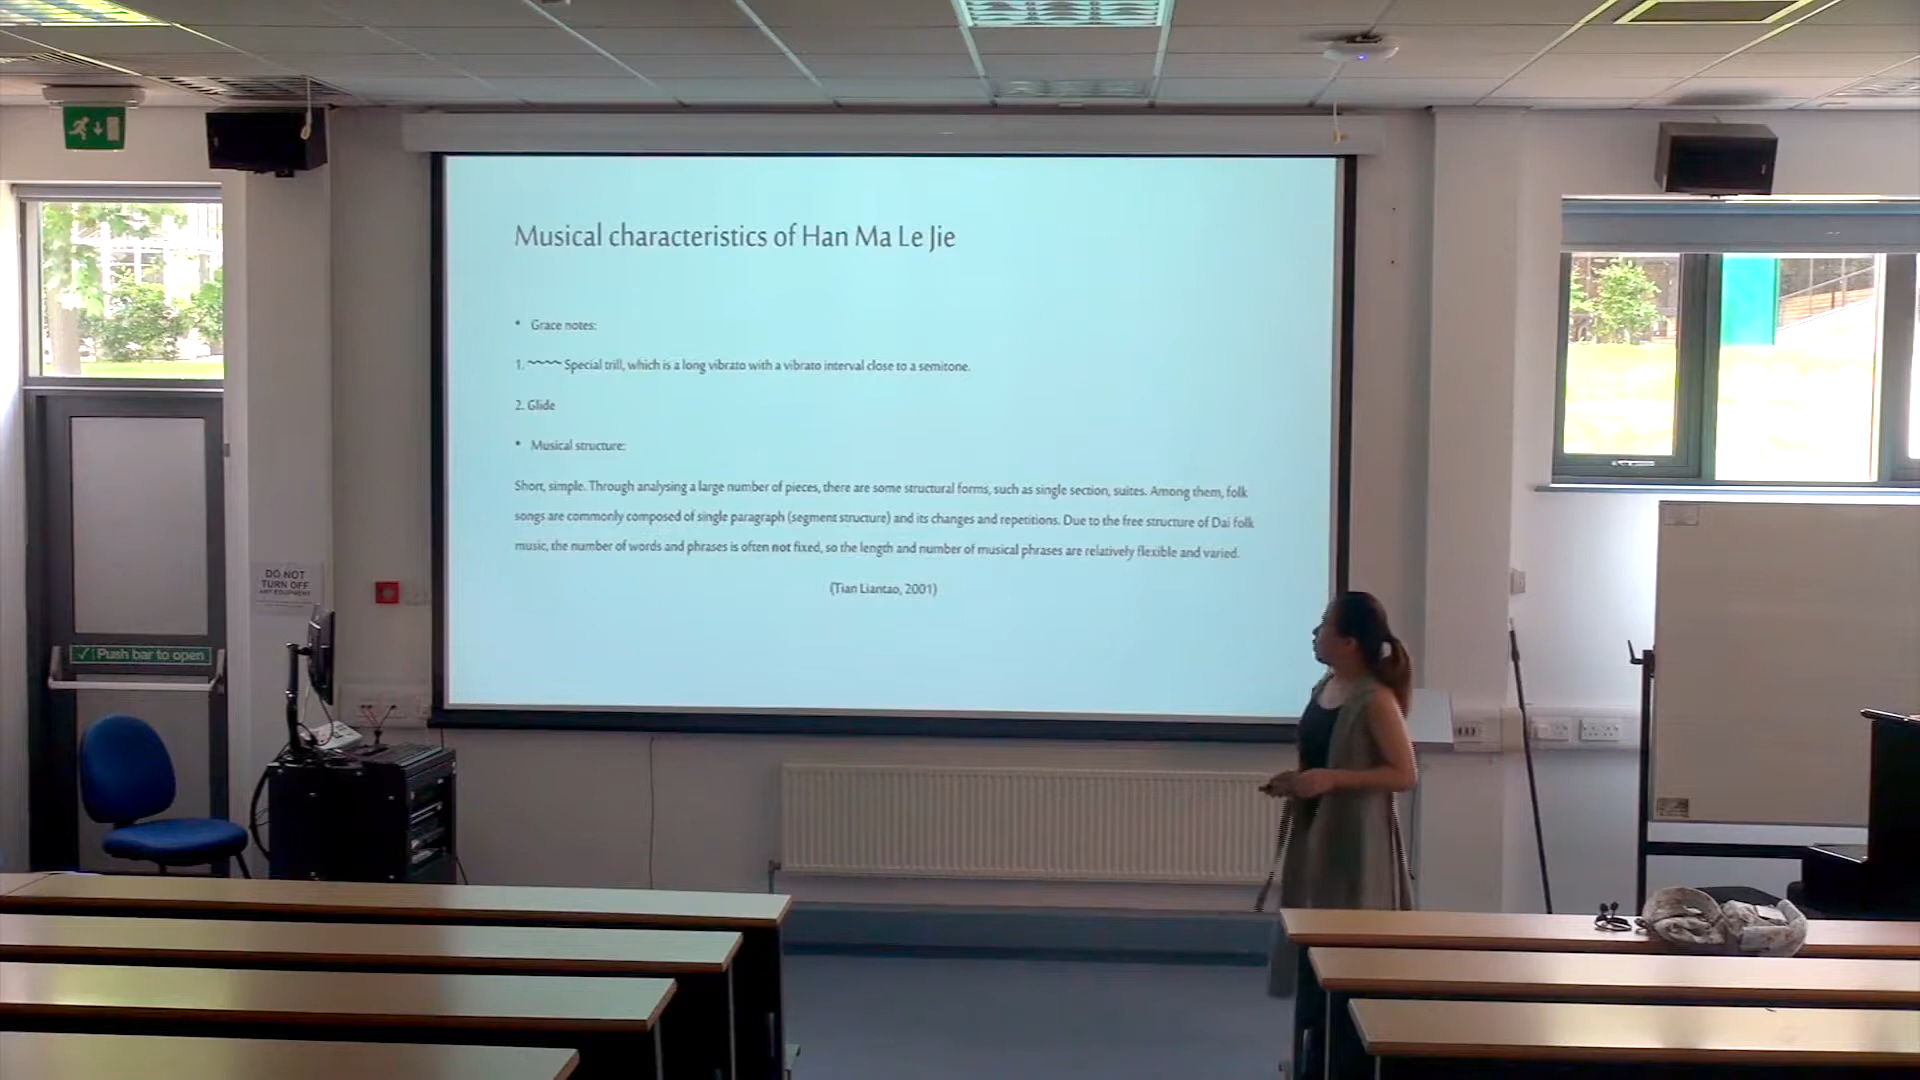 Musical characteristics of Han Ma Le Jie
• Grace notes:
1. ~~~~ Special trill, which is a long vibrato with a vibrato interval close to a semitone.
2. Glide
• Musical structure:
Short, simple. Through analysing a large number of pieces, there are some structural forms, such as single section, suites. Among them, folk
songs are commonly composed of single paragraph (segment structure) and its changes and repetitions. Due to the free structure of Dai folk
music, the number of words and phrases is often not fixed, so the length and number of musical phrases are relatively flexible and varied.
(Tian Liantao, 2001)
DO NOT
TURN OFF
ANY EQUIPMENT
Push bar to open